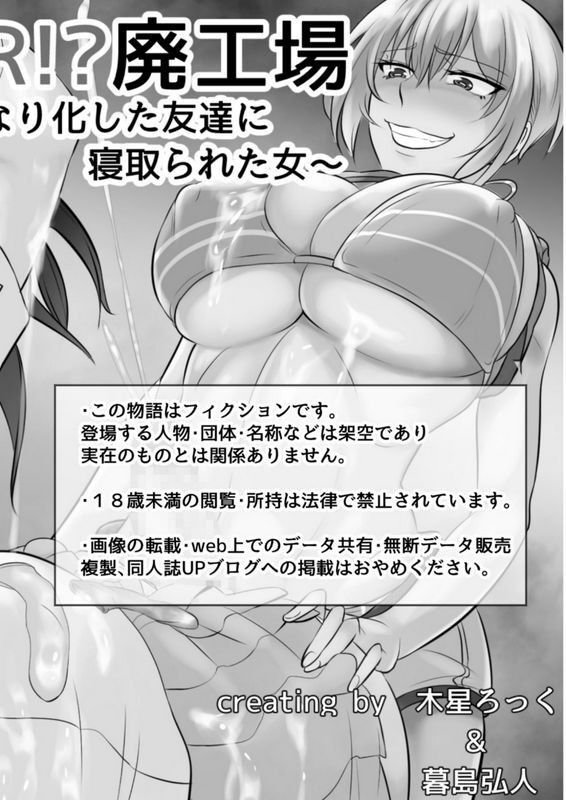 R!?廃工場
なり化した友達に
寝取られた女～
・この物語はフィクションです。
登場する人物・団体・名称などは架空であり
実在のものとは関係ありません。
・１８歳未満の閲覧・所持は法律で禁止されています。
・画像の転載・web上でのデータ共有・無断データ販売
複製、同人誌UPブログへの掲載はおやめください。
creating by 木星ろっく
＆
暮島弘人